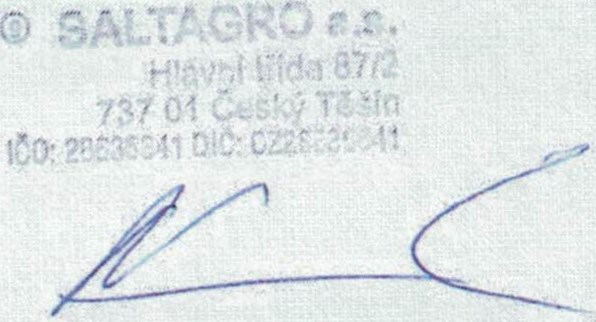 ® SALTAGRO a.s.
Hlavní třída 87/2
737 01 Český Těšín
IČO: DIČ: